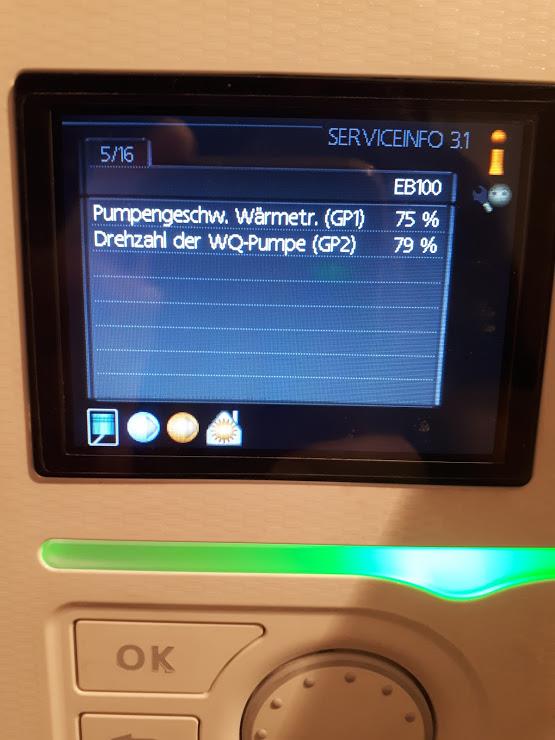 SERVICEINFO 3.1
5/16
EB100
Pumpengeschw. Wärmetr. (GP1) 75 %
Drehzahl der WQ-Pumpe (GP2) 79 %
OK